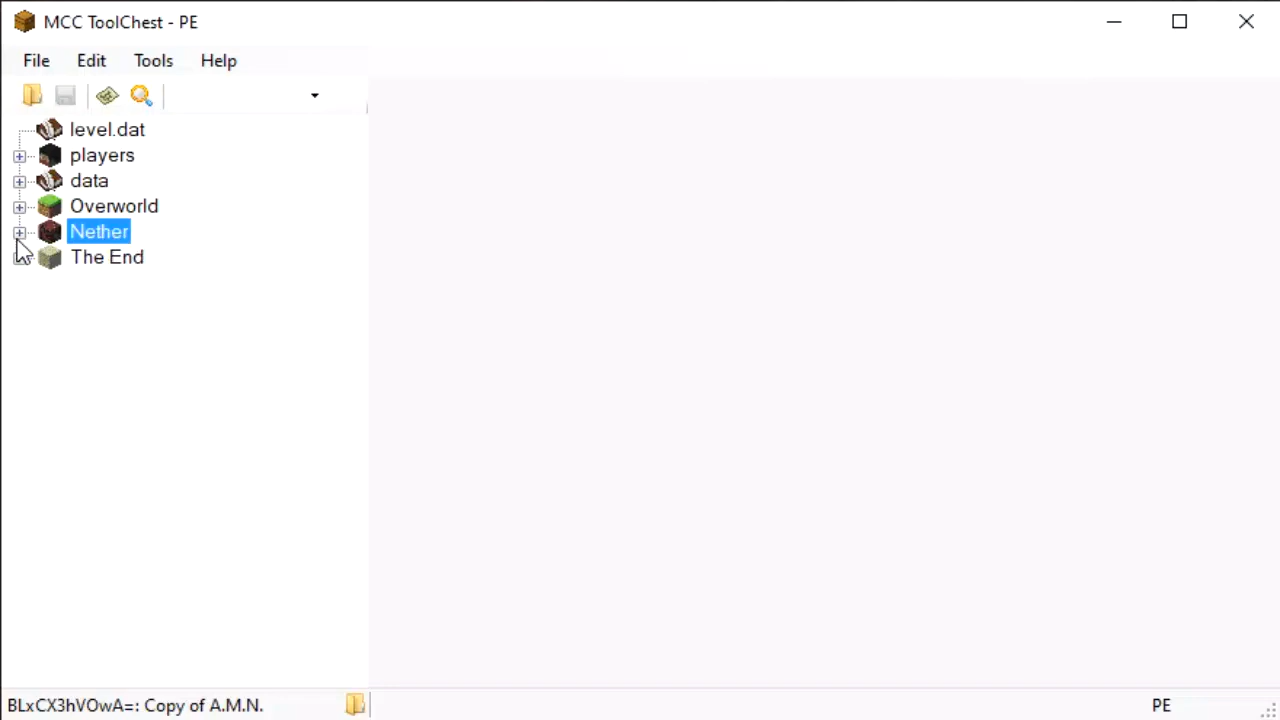 MCC ToolChest - PE
File Edit Tools Help
level.dat
players
data
Overworld
Nether
The End
BLxCX3hVOwA=: Copy of A.M.N.
PE